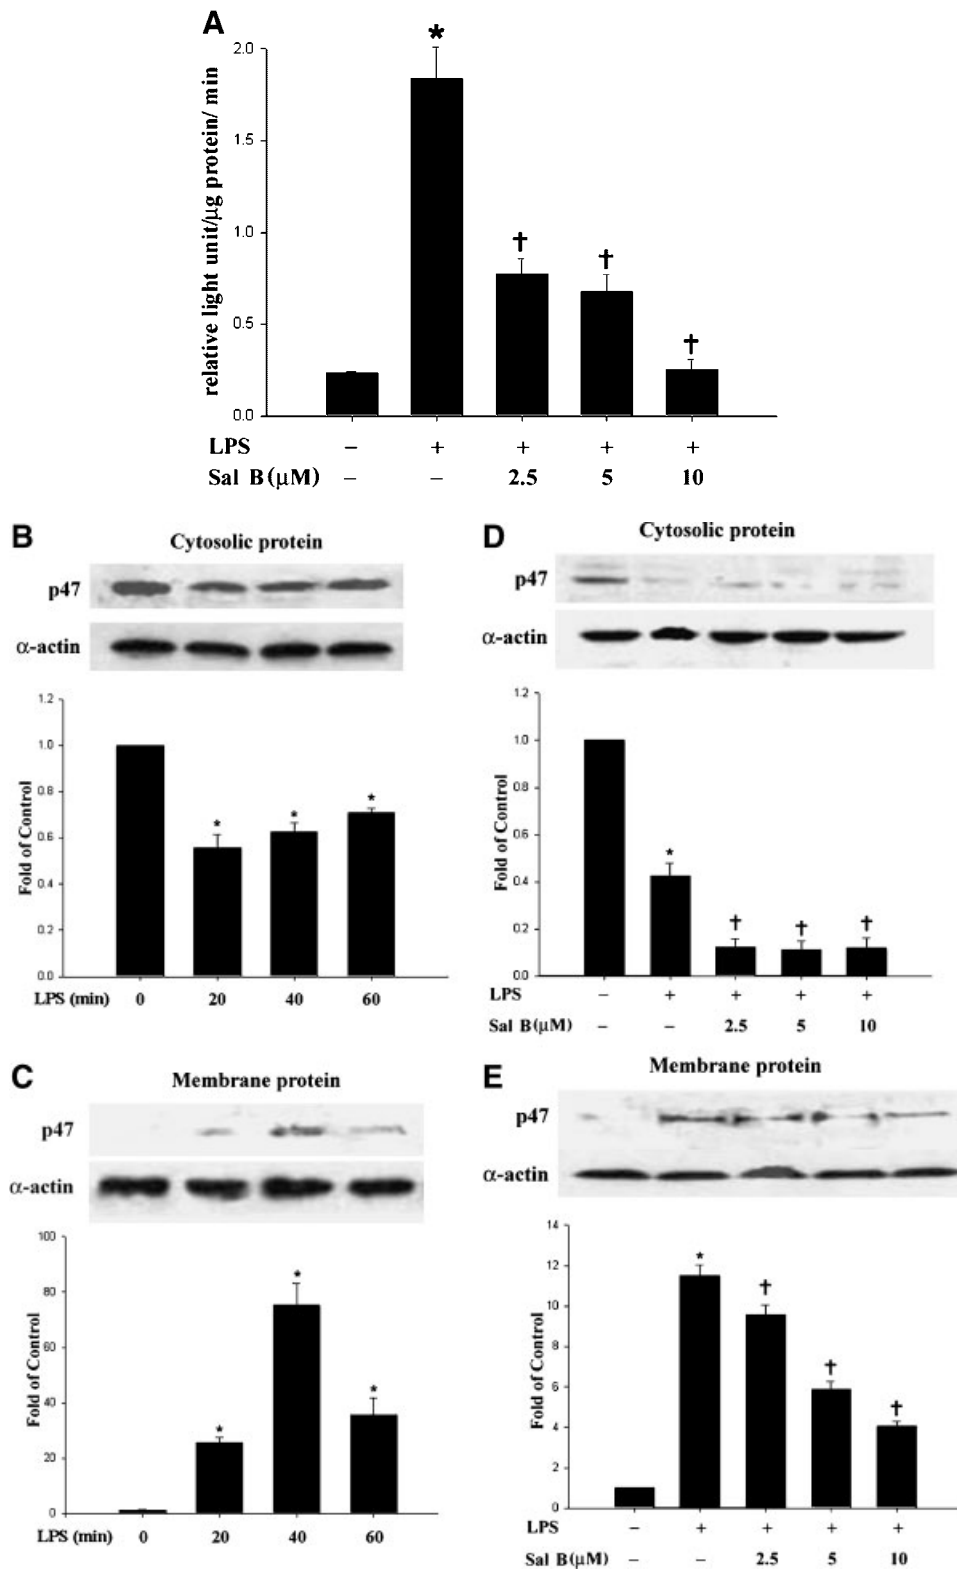 A
relative light unit/μg protein/ min
2.0
*
1.5
1.0
†
†
0.5
†
0.0
LPS – + + + +
Sal B(μM) – – 2.5 5 10
B
Cytosolic protein
p47
α-actin
Fold of Control
1.2
1.0
0.8
0.6
0.4
0.2
0.0
* * *
LPS (min) 0 20 40 60
C
Membrane protein
p47
α-actin
Fold of Control
100
80
60
40
20
0
* * *
LPS (min) 0 20 40 60
D
Cytosolic protein
p47
α-actin
Fold of Control
1.2
1.0
0.8
0.6
0.4
0.2
0.0
* † † †
LPS – + + + +
Sal B(μM) – – 2.5 5 10
E
Membrane protein
p47
α-actin
Fold of Control
14
12
10
8
6
4
2
0
* † † †
LPS – + + + +
Sal B(μM) – – 2.5 5 10